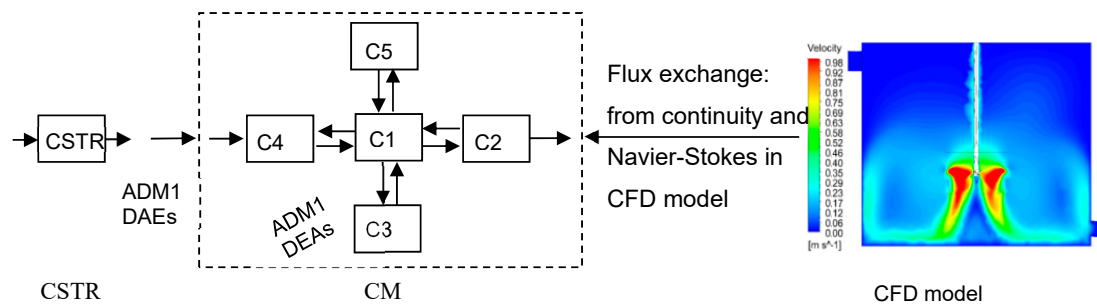 CSTR
ADM1
DAEs
CSTR
C5
C4
C1
C2
C3
ADM1
DEAs
CM
Flux exchange:
from continuity and
Navier-Stokes in
CFD model
Velocity
0.98
0.92
0.87
0.81
0.75
0.69
0.64
0.58
0.52
0.46
0.40
0.35
0.29
0.23
0.17
0.12
0.06
0.00
[m s^-1]
CFD model